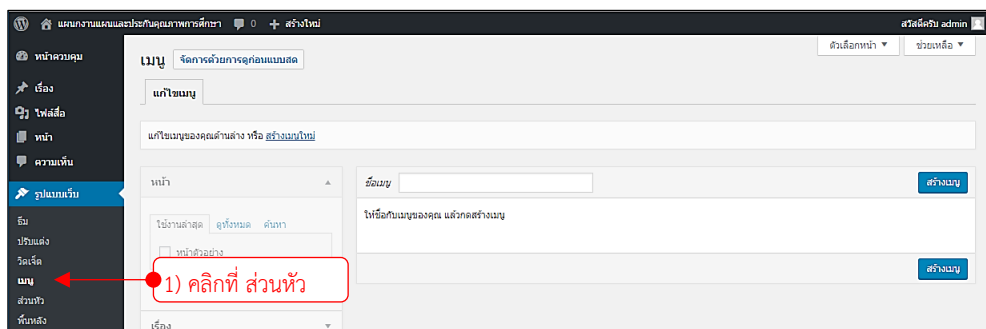 แผนกงานแผนและประกันคุณภาพการศึกษา 0 + สร้างใหม่ สวัสดีครับ admin
ตัวเลือกหน้า ▼ ช่วยเหลือ ▼
หน้าควบคุม
เรื่อง
ไฟล์สื่อ
หน้า
ความเห็น
รูปแบบเว็บ
ธีม
ปรับแต่ง
วิดเจ็ต
เมนู
ส่วนหัว
พื้นหลัง
เมนู จัดการด้วยการดูก่อนแบบสด
แก้ไขเมนู
แก้ไขเมนูของคุณด้านล่าง หรือ สร้างเมนูใหม่
หน้า
ใช้งานล่าสุด ดูทั้งหมด ค้นหา
หน้าตัวอย่าง
1) คลิกที่ ส่วนหัว
เรื่อง
ชื่อเมนู สร้างเมนู
ให้ชื่อกับเมนูของคุณ แล้วกดสร้างเมนู
สร้างเมนู